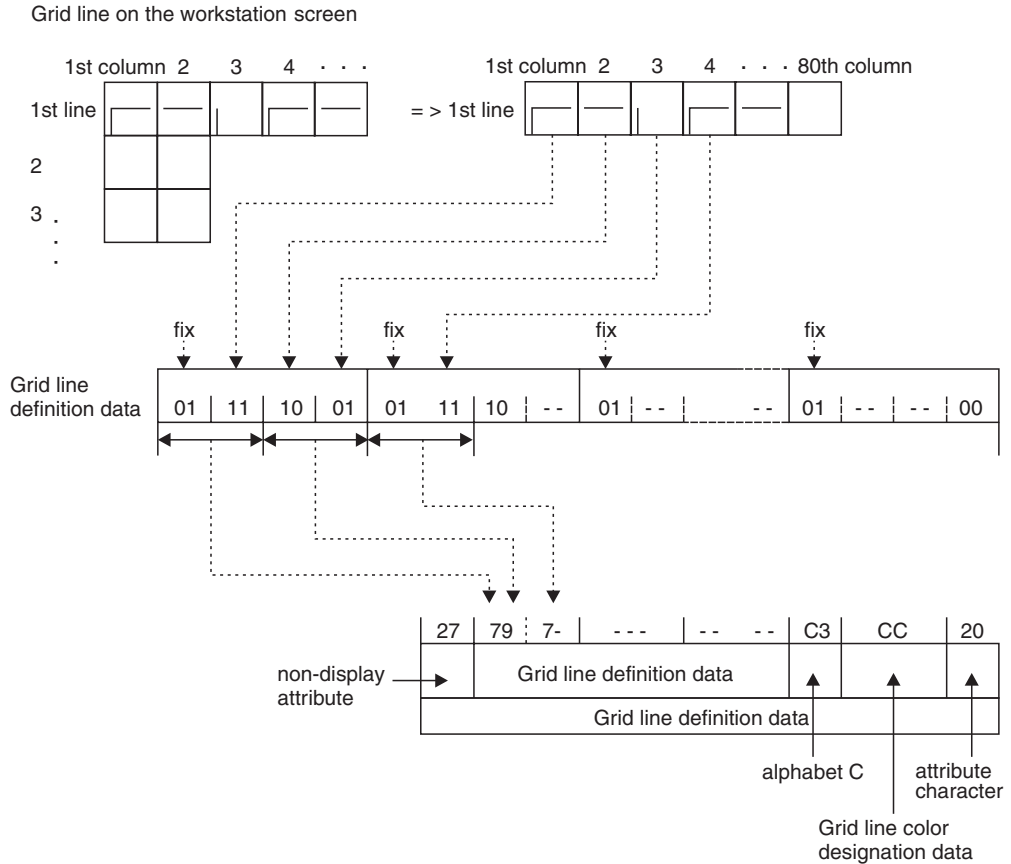 Grid line on the workstation screen
1st column 2 3 4 · · ·
1st line
2
3 .
.
.
1st column 2 3 4 · · · 80th column
= > 1st line
fix fix fix fix
Grid line
definition data
01 11 10 01 01 11 10 - - 01 - - - - 01 - - - - 00
27 79 7- - - - - - - - C3 CC 20
non-display
attribute
Grid line definition data
Grid line definition data
alphabet C
attribute
character
Grid line color
designation data